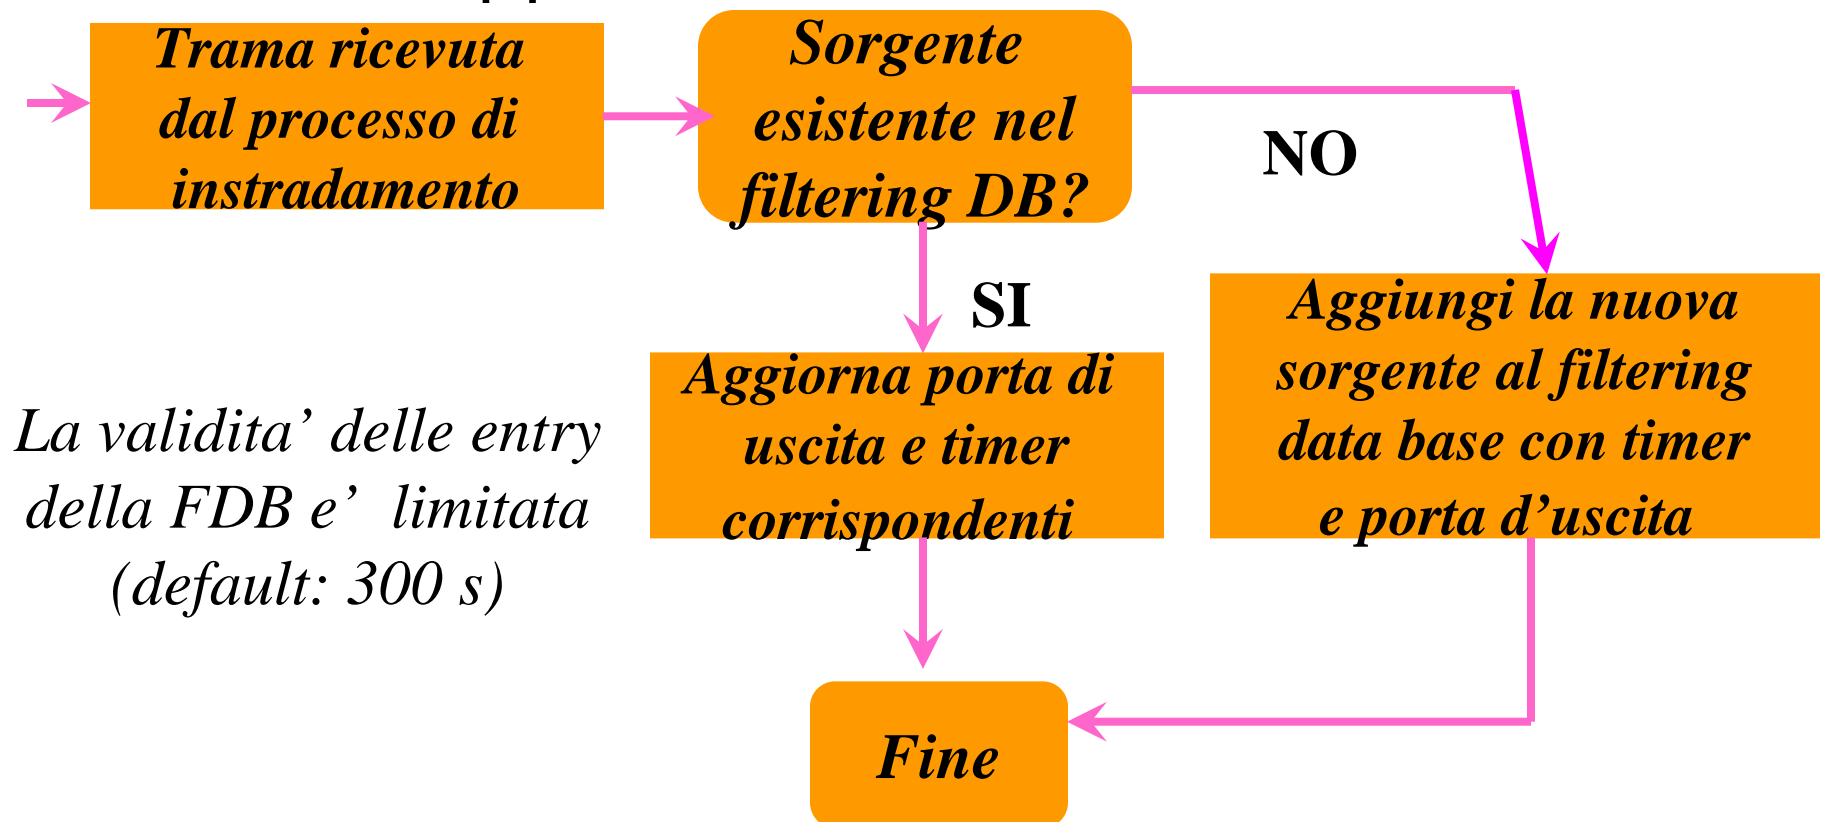 Trama ricevuta
dal processo di
instradamento
Sorgente
esistente nel
filtering DB?
NO
SI
Aggiorna porta di
uscita e timer
corrispondenti
Aggiungi la nuova
sorgente al filtering
data base con timer
e porta d’uscita
La validita’ delle entry
della FDB e’ limitata
(default: 300 s)
Fine